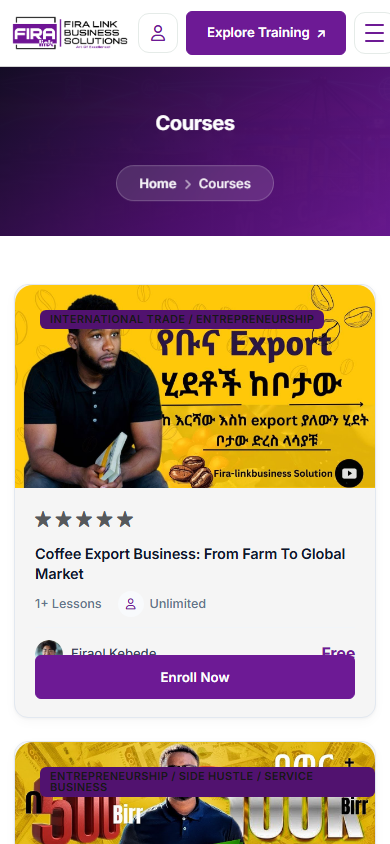 FIRA
link
FIRA LINK
BUSINESS
SOLUTIONS
Explore Training
Courses
Home
Courses
INTERNATIONAL TRADE / ENTREPRENEURSHIP
የቡና Export
ሂደቶች ከቦታው
ከ እርሻው እስከ export ያለውን ሂደት
ቦታው ድረስ ላሳያቹ
Fira-linkbusiness Solution
Coffee Export Business: From Farm To Global
Market
1+ Lessons
Unlimited
Firaol Kebede
Free
Enroll Now
ENTREPRENEURSHIP / SIDE HUSTLE / SERVICE
BUSINESS
በ
Birr
Birr